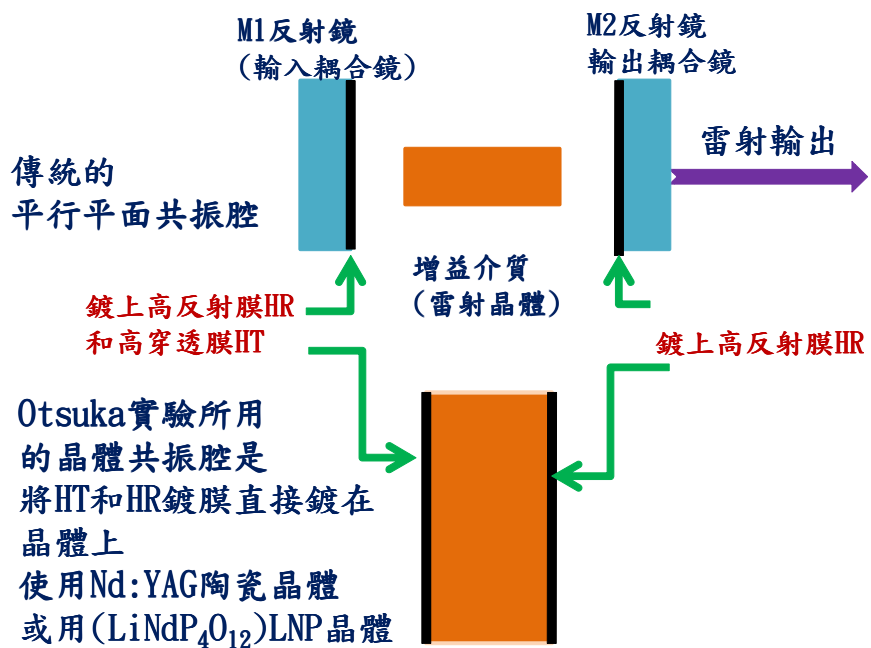 M1反射鏡
(輸入耦合鏡)
M2反射鏡
輸出耦合鏡
雷射輸出
傳統的
平行平面共振腔
增益介質
(雷射晶體)
鍍上高反射膜HR
和高穿透膜HT
鍍上高反射膜HR
Otsuka實驗所用
的晶體共振腔是
將HT和HR鍍膜直接鍍在
晶體上
使用Nd:YAG陶瓷晶體
或用(LiNdP₄O₁₂)LNP晶體